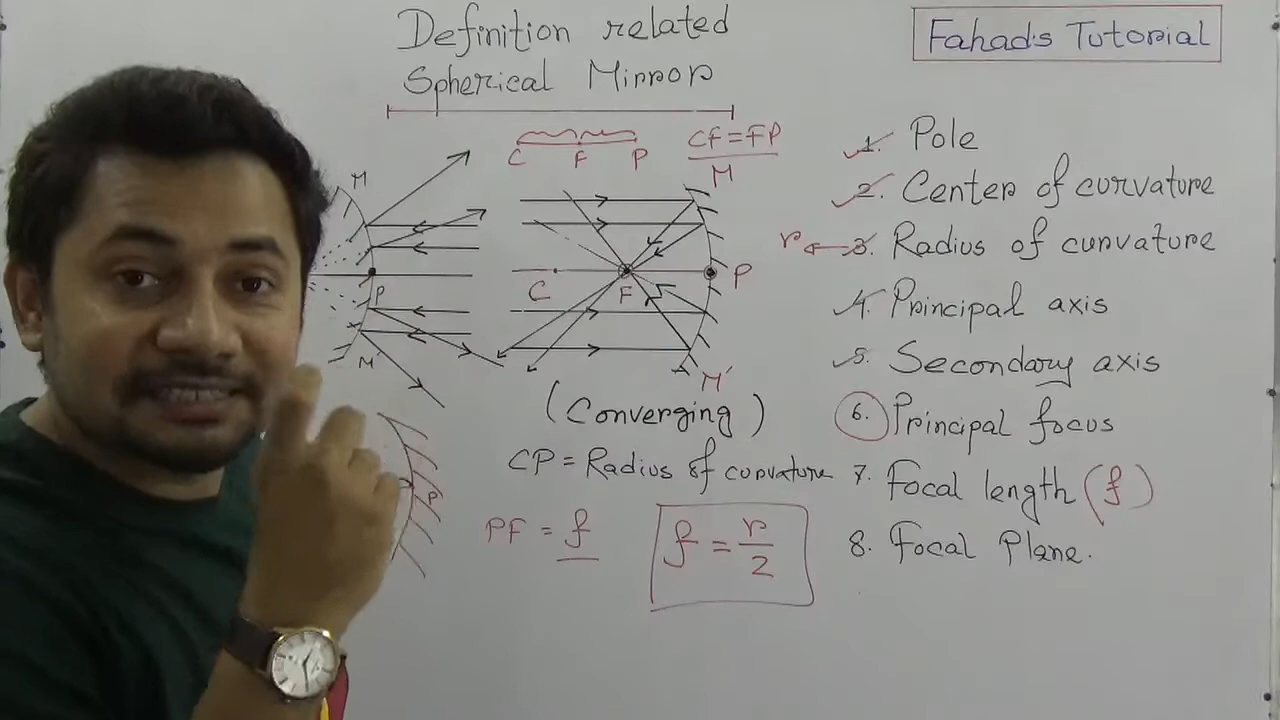 Definition related
Spherical Mirror
Fahad's Tutorial
C F P
CF = FP
M
M
P
M
C F P
M'
(Converging)
CP = Radius of curvature
PF = f
f = r/2
P
1. Pole
2. Center of curvature
r ← 3. Radius of curvature
4. Principal axis
5. Secondary axis
6. Principal focus
7. Focal length (f)
8. Focal Plane.